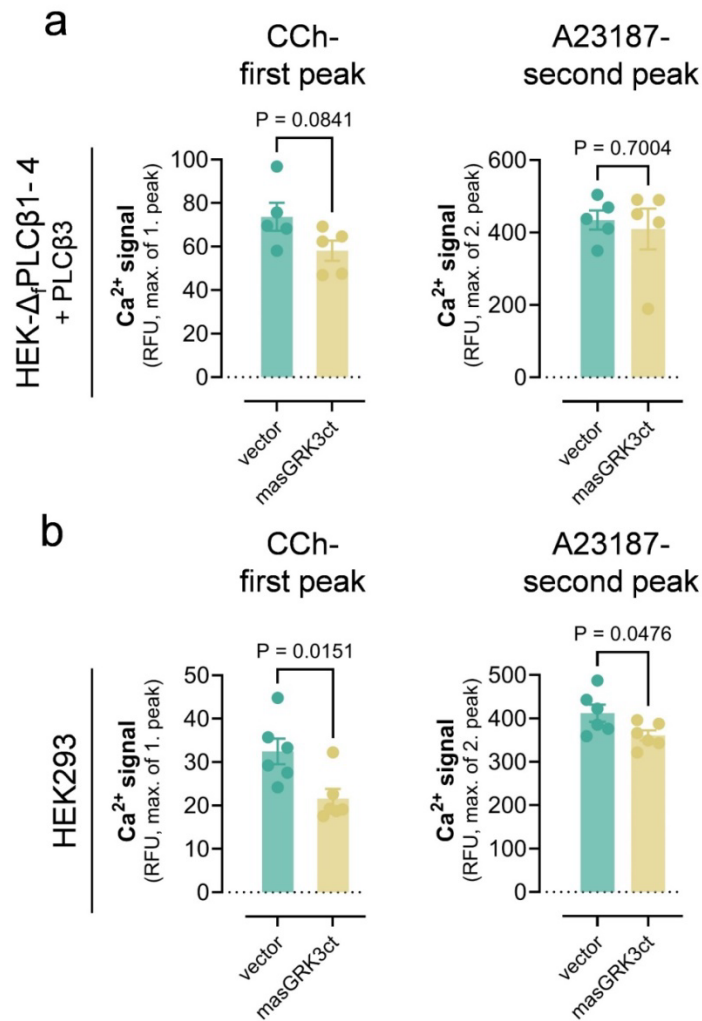 a
CCh-
first peak
A23187-
second peak
HEK-ΔfPLCβ1-4
+ PLCβ3
Ca²⁺ signal
(RFU, max. of 1. peak)
P = 0.0841
100
80
60
40
20
0
vector
masGRK3ct
Ca²⁺ signal
(RFU, max. of 2. peak)
P = 0.7004
600
400
200
0
vector
masGRK3ct
b
CCh-
first peak
A23187-
second peak
HEK293
Ca²⁺ signal
(RFU, max. of 1. peak)
P = 0.0151
50
40
30
20
10
0
vector
masGRK3ct
Ca²⁺ signal
(RFU, max. of 2. peak)
P = 0.0476
500
400
300
200
100
0
vector
masGRK3ct